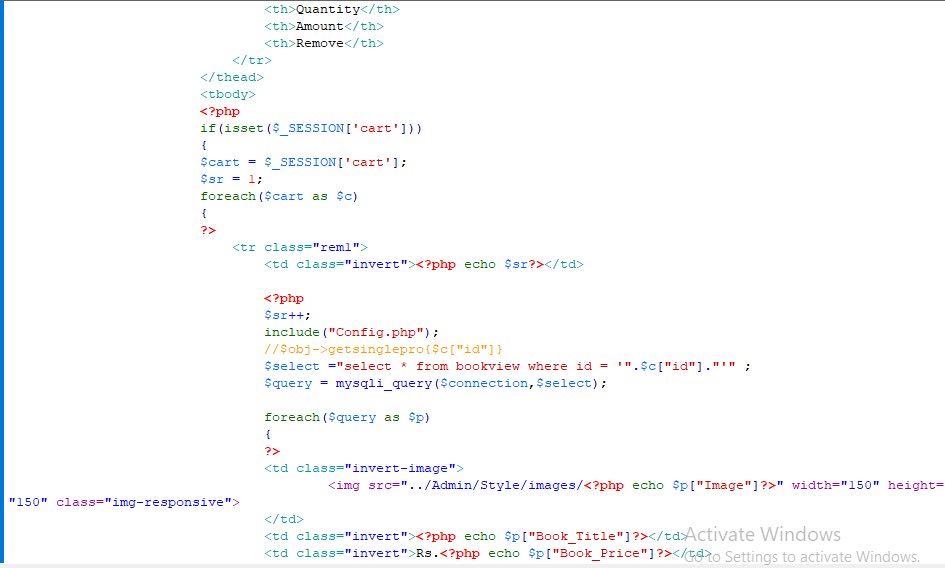 <th>Quantity</th>
<th>Amount</th>
<th>Remove</th>
</tr>
</thead>
<tbody>
<?php
if(isset($_SESSION['cart']))
{
$cart = $_SESSION['cart'];
$sr = 1;
foreach($cart as $c)
{
?>
<tr class="rem1">
<td class="invert"><?php echo $sr?></td>
<?php
$sr++;
include("Config.php");
//$obj->getsinglepro{$c["id"]}
$select ="select * from bookview where id = '".$c["id"]."'" ;
$query = mysqli_query($connection,$select);
foreach($query as $p)
{
?>
<td class="invert-image">
<img src="../Admin/Style/images/<?php echo $p["Image"]?>" width="150" height=
"150" class="img-responsive">
</td>
<td class="invert"><?php echo $p["Book_Title"]?></td>
<td class="invert">Rs.<?php echo $p["Book_Price"]?></td>
Activate Windows
Go to Settings to activate Windows.